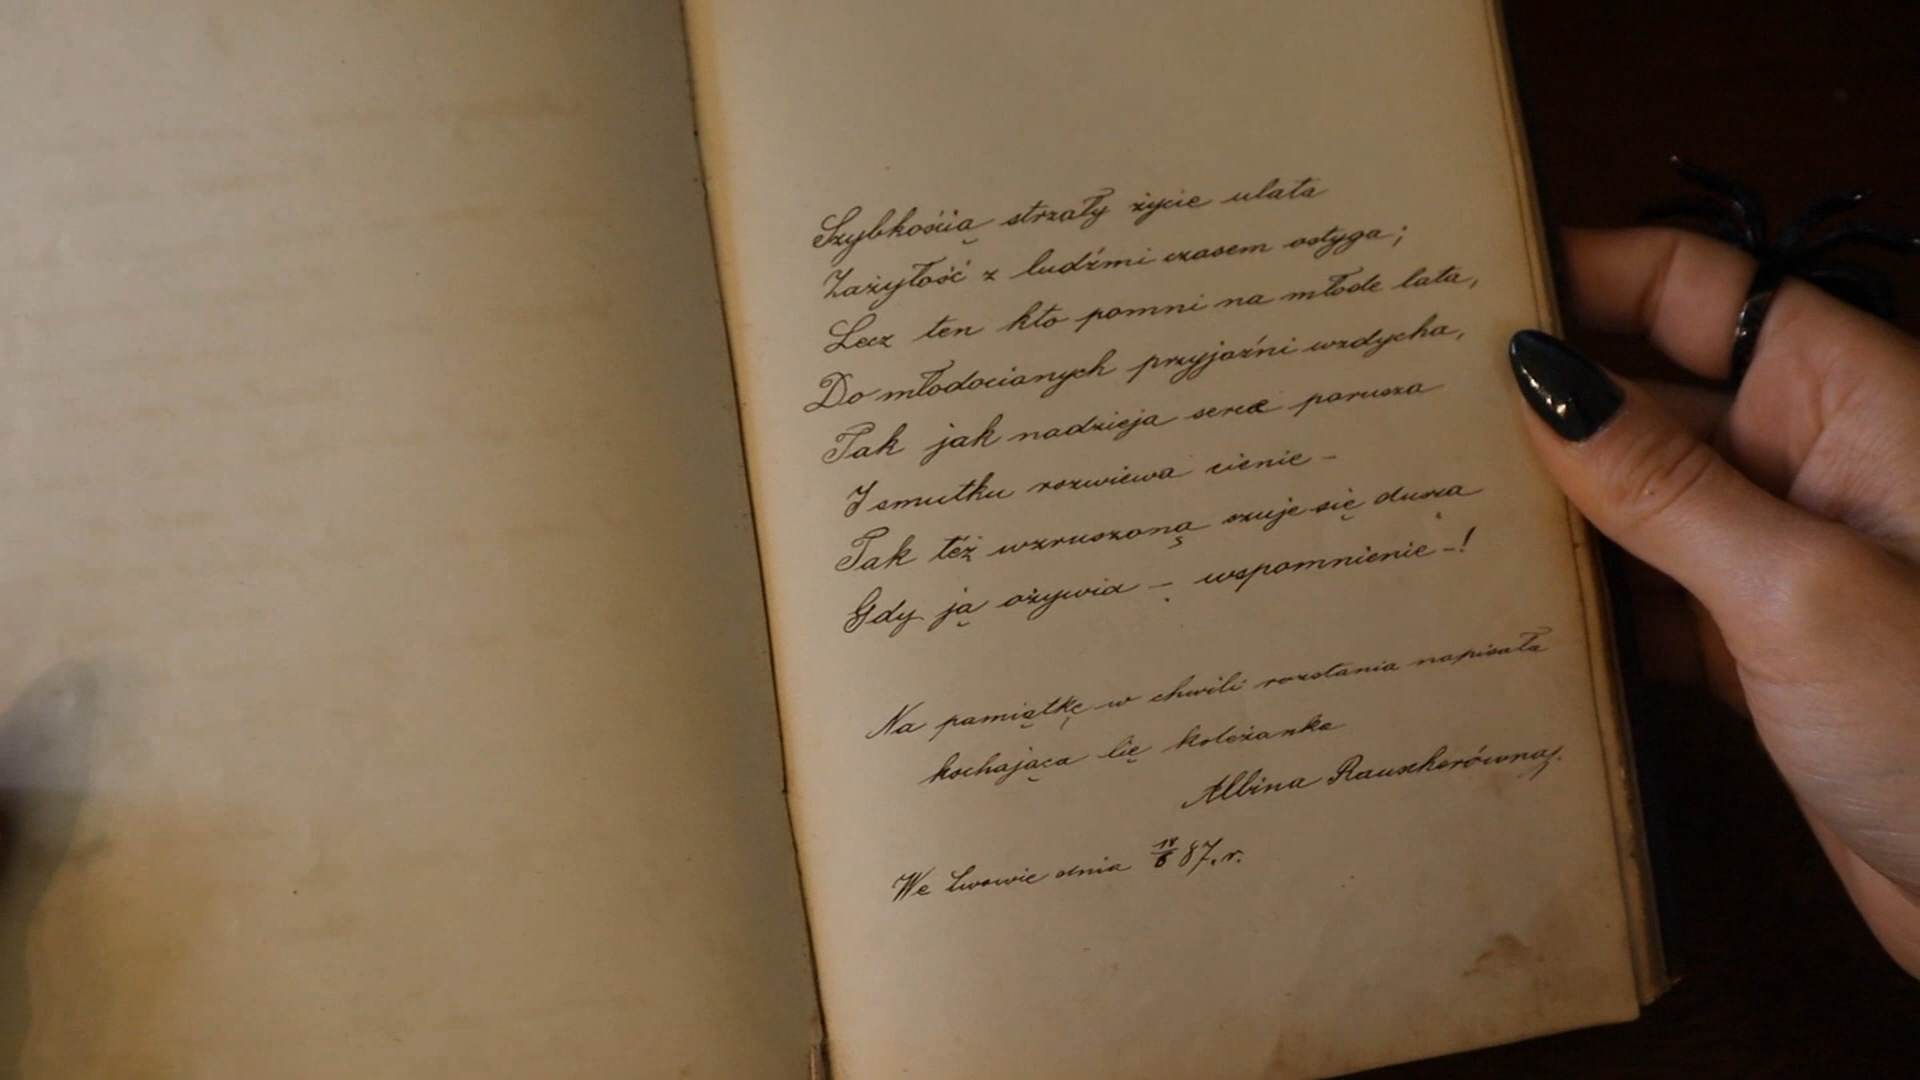 Szybkością strzały życie ulata
Zażyłość z ludźmi czasem ostyga;
Lecz ten kto pomni na młode lata,
Do młodocianych przyjaźni wzdycha,
Tak jak nadzieja serce porusza
I smutku rozwiewa cienie -
Tak też wzruszoną czuje się dusza
Gdy ją ożywia - wspomnienie -!
Na pamiątkę w chwili rozstania napisała
kochająca Cię koleżanka
Albina Rauscherówna
We Lwowie dnia 87. r.